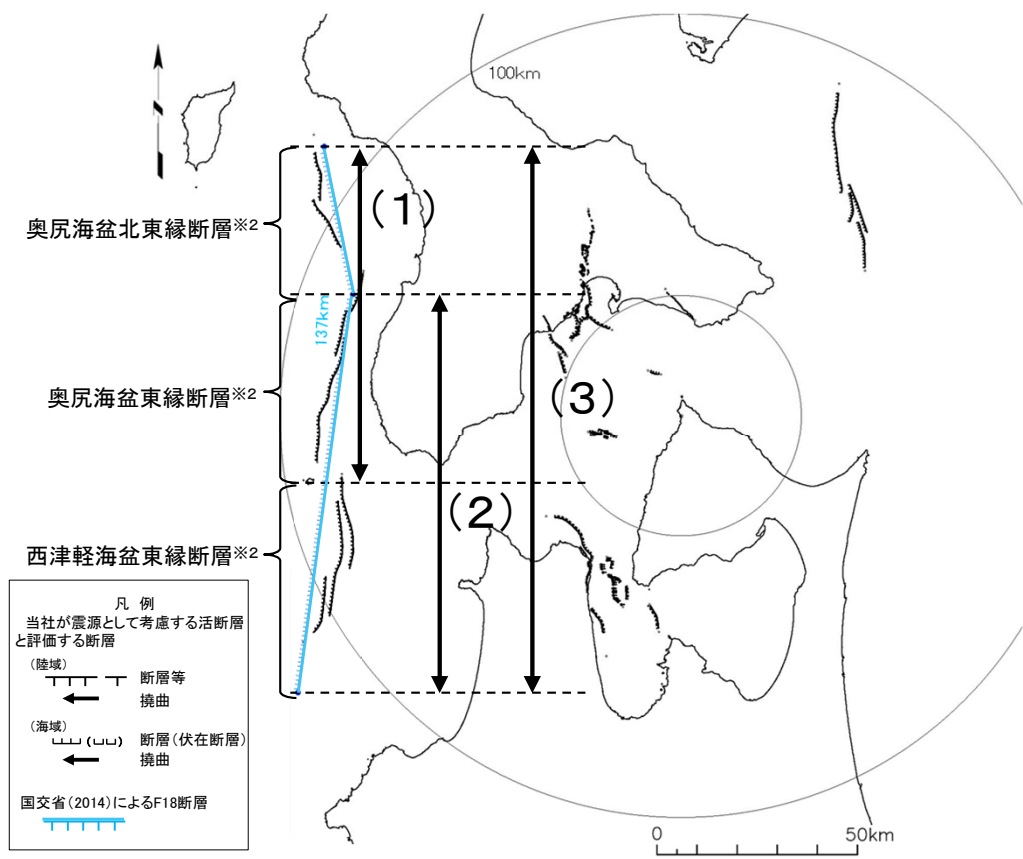 100km
(1)
奥尻海盆北東縁断層※2
137km
奥尻海盆東縁断層※2
(3)
(2)
西津軽海盆東縁断層※2
凡 例
当社が震源として考慮する活断層
と評価する断層
(陸域)
断層等
撓曲
(海域)
断層(伏在断層)
撓曲
国交省(2014)によるF18断層
0
50km